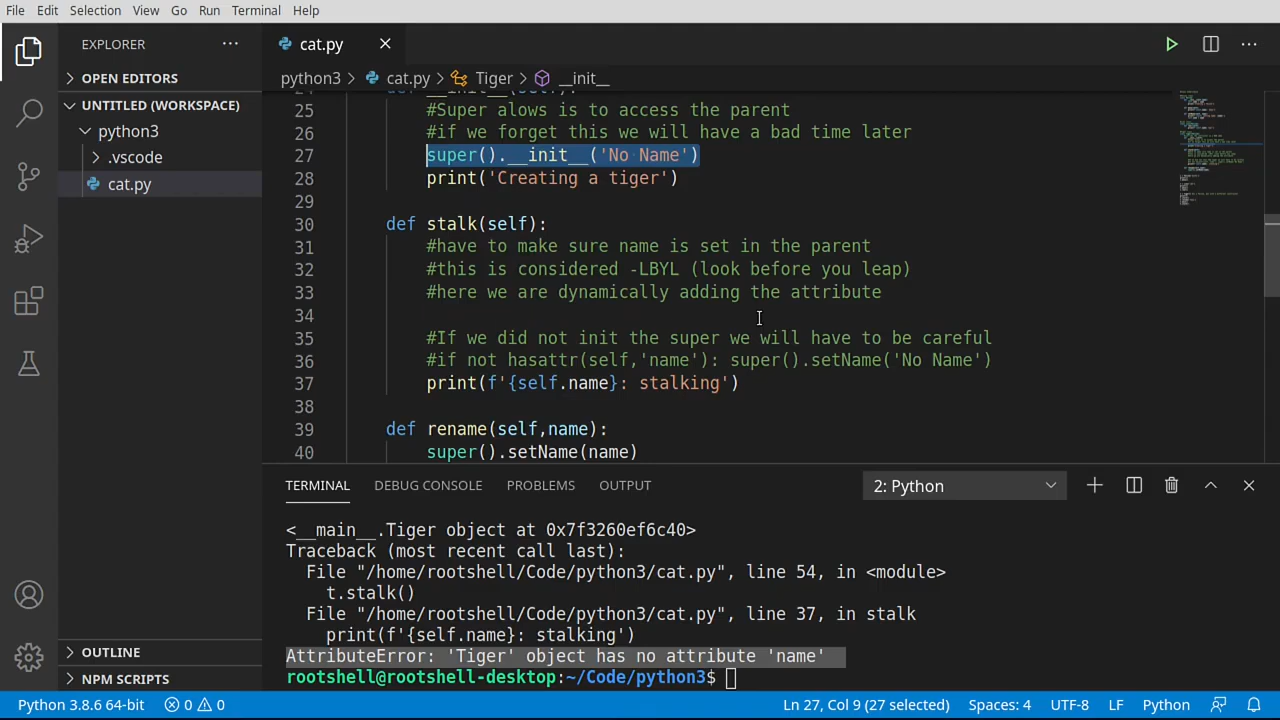 File Edit Selection View Go Run Terminal Help
EXPLORER
OPEN EDITORS
UNTITLED (WORKSPACE)
python3
.vscode
cat.py
OUTLINE
NPM SCRIPTS
cat.py
python3 > cat.py > Tiger > __init__
24 def __init__(self):
25 #Super alows is to access the parent
26 #if we forget this we will have a bad time later
27 super().__init__('No Name')
28 print('Creating a tiger')
29
30 def stalk(self):
31 #have to make sure name is set in the parent
32 #this is considered -LBYL (look before you leap)
33 #here we are dynamically adding the attribute
34
35 #If we did not init the super we will have to be careful
36 #if not hasattr(self,'name'): super().setName('No Name')
37 print(f'{self.name}: stalking')
38
39 def rename(self,name):
40 super().setName(name)
TERMINAL DEBUG CONSOLE PROBLEMS OUTPUT 2: Python
<__main__.Tiger object at 0x7f3260ef6c40>
Traceback (most recent call last):
File "/home/rootshell/Code/python3/cat.py", line 54, in <module>
t.stalk()
File "/home/rootshell/Code/python3/cat.py", line 37, in stalk
print(f'{self.name}: stalking')
AttributeError: 'Tiger' object has no attribute 'name'
rootshell@rootshell-desktop:~/Code/python3$
Python 3.8.6 64-bit 0 0 Ln 27, Col 9 (27 selected) Spaces: 4 UTF-8 LF Python